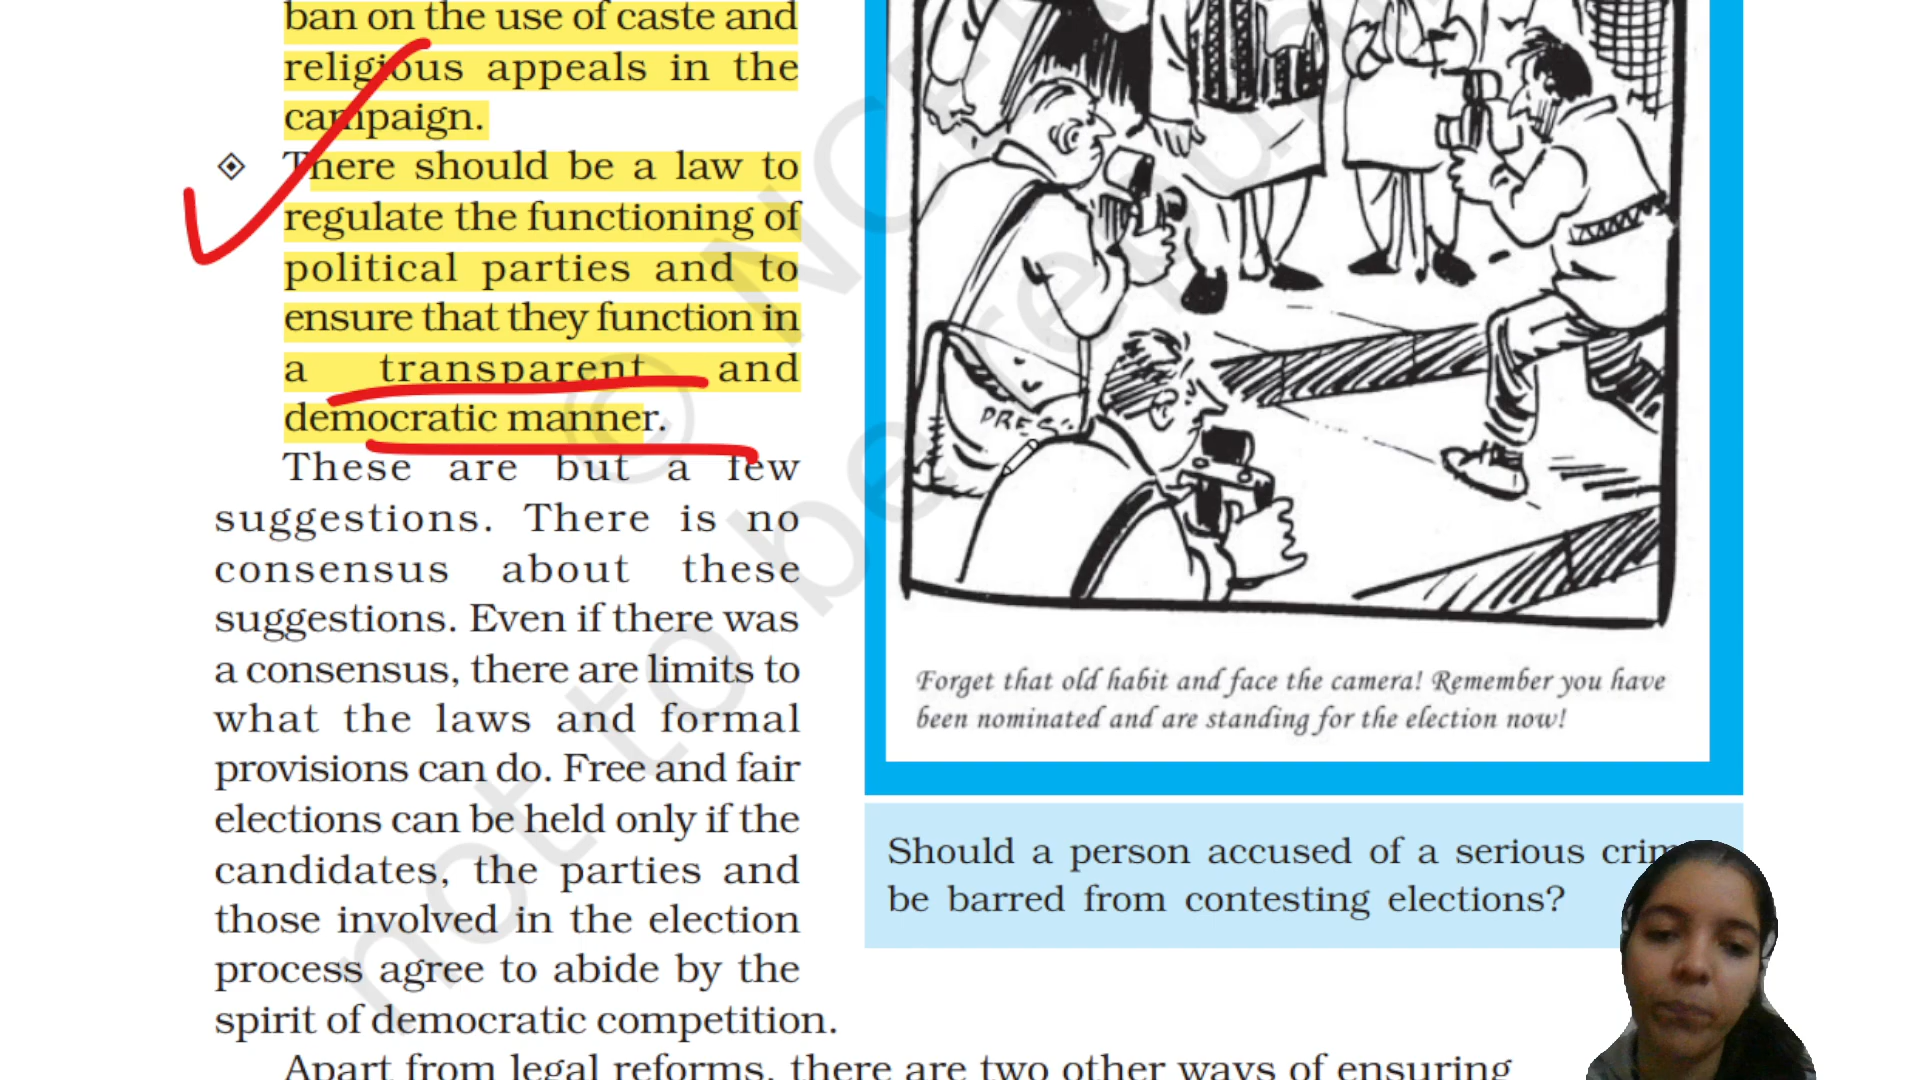 ban on the use of caste and
religious appeals in the
campaign.
There should be a law to
regulate the functioning of
political parties and to
ensure that they function in
a transparent and
democratic manner.
These are but a few
suggestions. There is no
consensus about these
suggestions. Even if there was
a consensus, there are limits to
what the laws and formal
provisions can do. Free and fair
elections can be held only if the
candidates, the parties and
those involved in the election
process agree to abide by the
spirit of democratic competition.
Apart from legal reforms, there are two other ways of ensuring
PRESS
Forget that old habit and face the camera! Remember you have
been nominated and are standing for the election now!
Should a person accused of a serious
be barred from contesting elections?
© NCERT
not to be republished